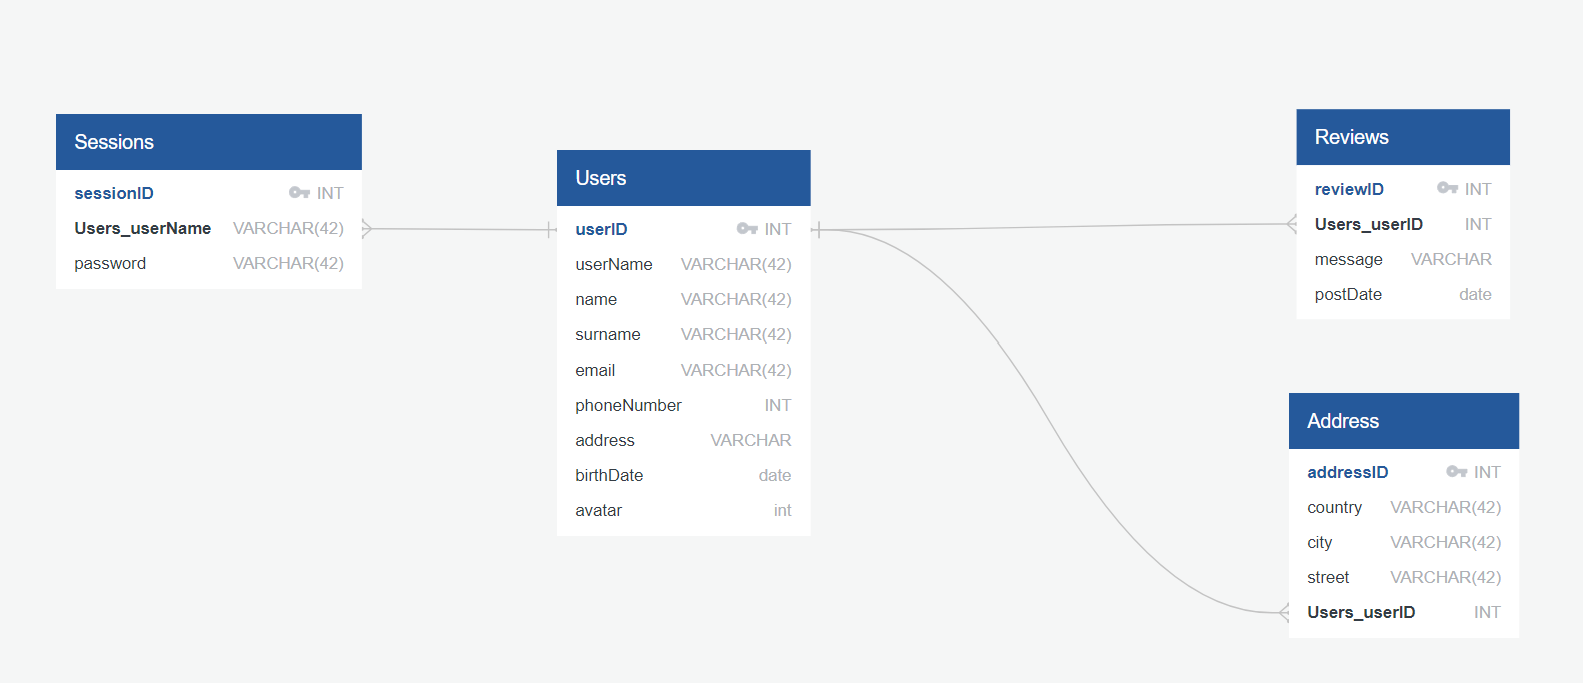 Sessions
sessionID INT
Users_userName VARCHAR(42)
password VARCHAR(42)
Users
userID INT
userName VARCHAR(42)
name VARCHAR(42)
surname VARCHAR(42)
email VARCHAR(42)
phoneNumber INT
address VARCHAR
birthDate date
avatar int
Reviews
reviewID INT
Users_userID INT
message VARCHAR
postDate date
Address
addressID INT
country VARCHAR(42)
city VARCHAR(42)
street VARCHAR(42)
Users_userID INT